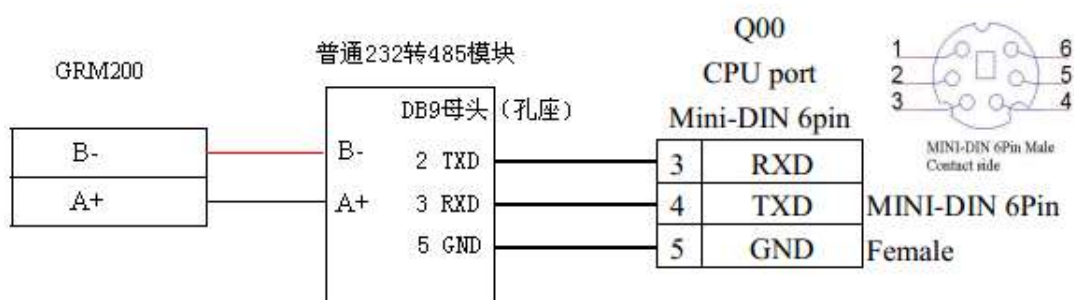 GRM200
B-
A+
普通232转485模块
DB9母头（孔座）
B-
2 TXD
A+
3 RXD
5 GND
Q00
CPU port
Mini-DIN 6pin
3 RXD
4 TXD
5 GND
MINI-DIN 6Pin
Female
1
2
3
6
5
4
MINI-DIN 6Pin Male
Contact side